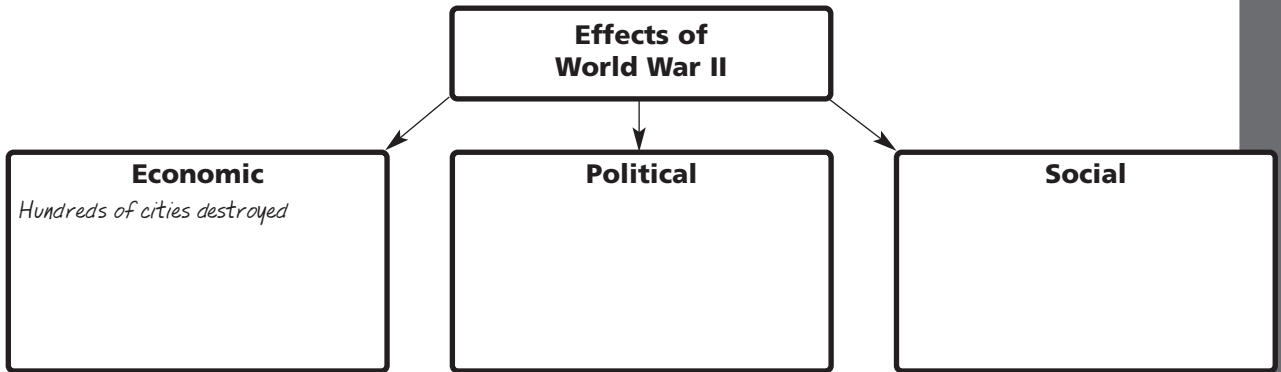 Effects of
World War II
Economic
Hundreds of cities destroyed
Political
Social